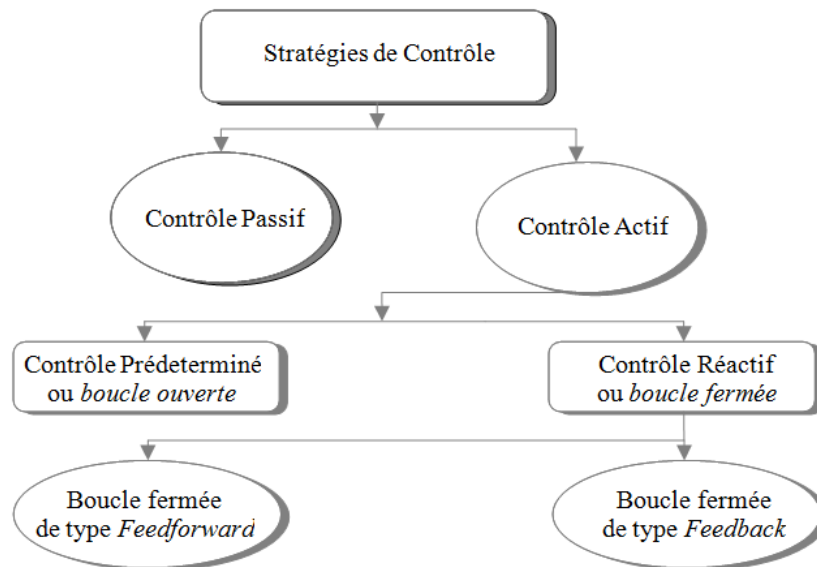 Stratégies de Contrôle
Contrôle Passif
Contrôle Actif
Contrôle Prédeterminé
ou boucle ouverte
Contrôle Réactif
ou boucle fermée
Boucle fermée
de type Feedforward
Boucle fermée
de type Feedback